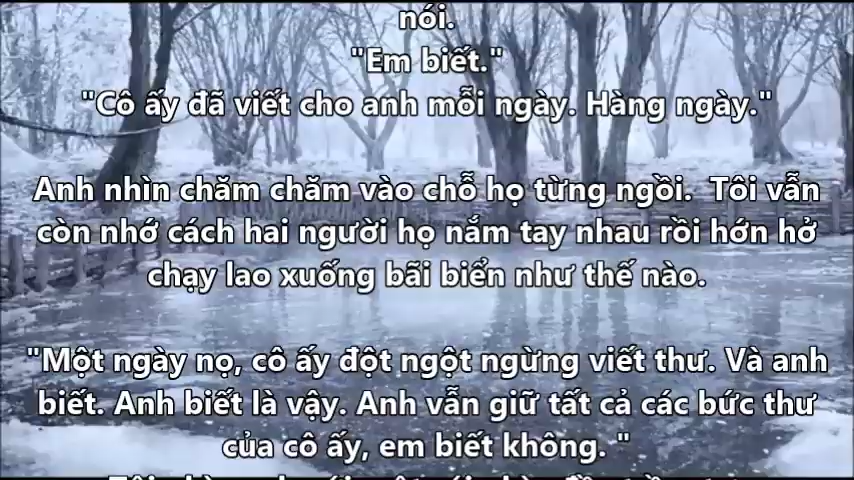 nói.
"Em biết."
"Cô ấy đã viết cho anh mỗi ngày. Hàng ngày."
Anh nhìn chăm chăm vào chỗ họ từng ngồi.  Tôi vẫn
còn nhớ cách hai người họ nắm tay nhau rồi hớn hở
chạy lao xuống bãi biển như thế nào.
"Một ngày nọ, cô ấy đột ngột ngừng viết thư. Và anh
biết. Anh biết là vậy. Anh vẫn giữ tất cả các bức thư
của cô ấy, em biết không. "